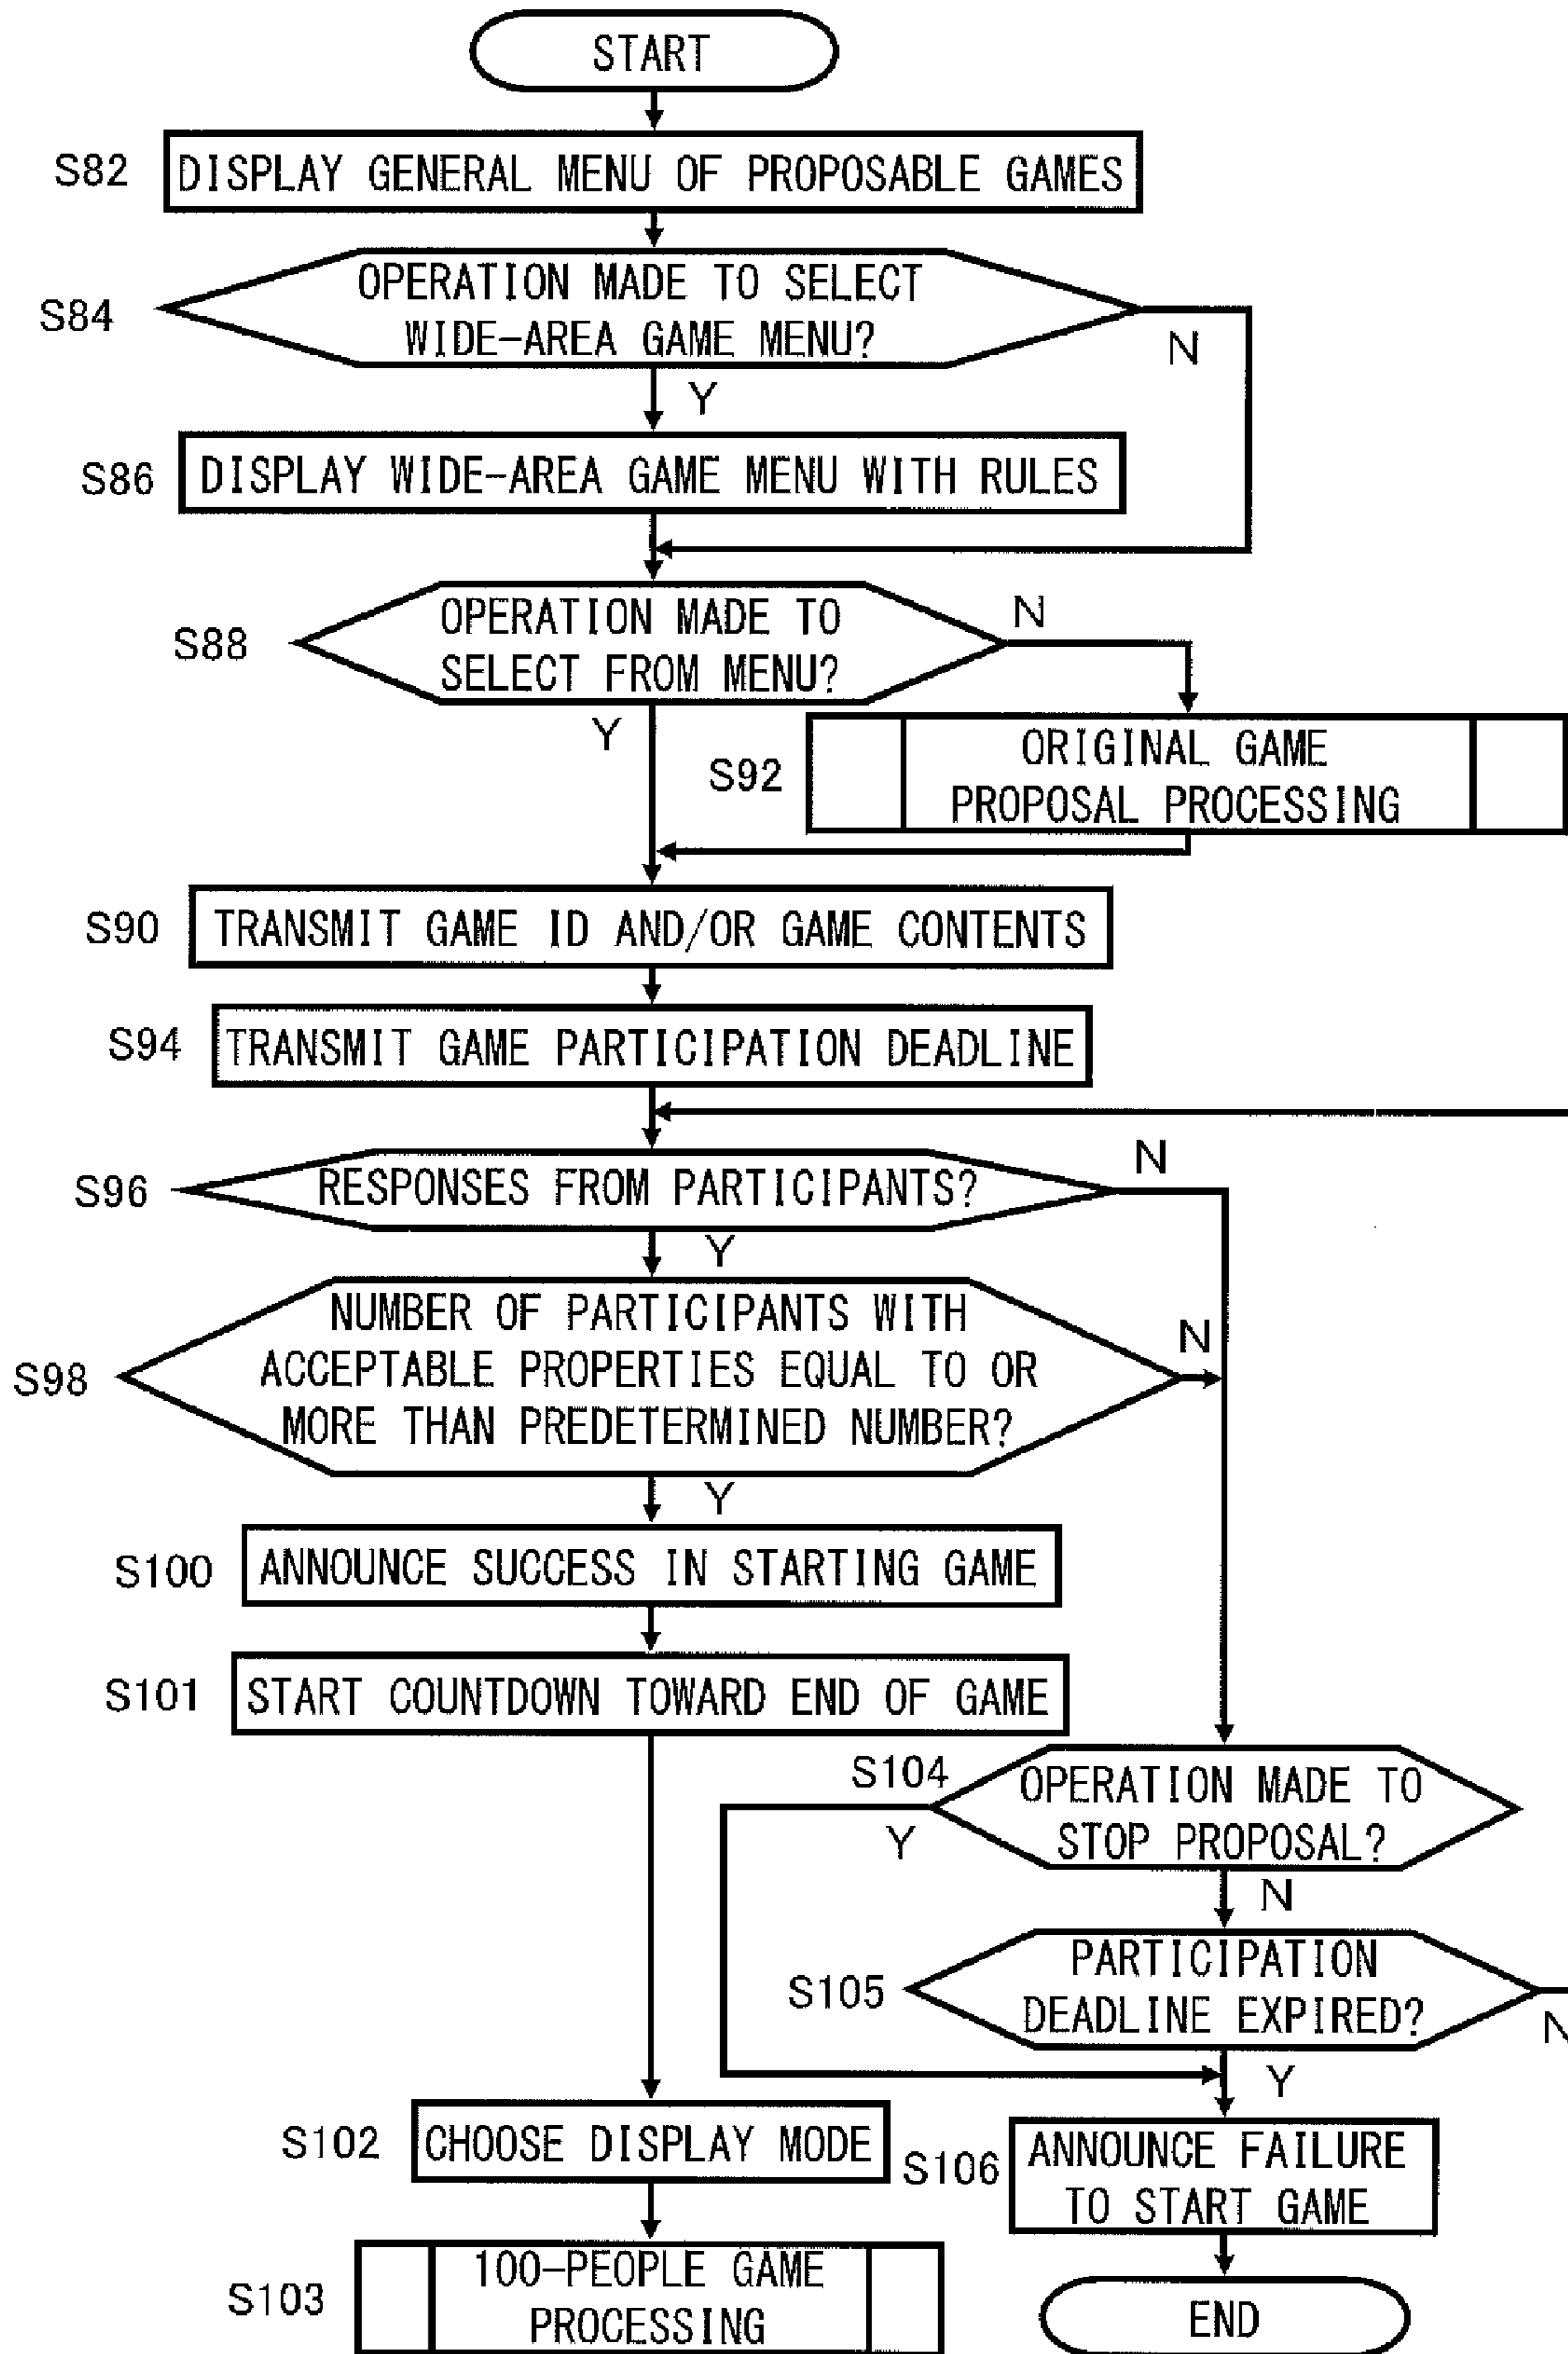 START
S82
DISPLAY GENERAL MENU OF PROPOSABLE GAMES
S84
OPERATION MADE TO SELECT
WIDE-AREA GAME MENU?
N
Y
S86
DISPLAY WIDE-AREA GAME MENU WITH RULES
S88
OPERATION MADE TO
SELECT FROM MENU?
N
Y
S92
ORIGINAL GAME
PROPOSAL PROCESSING
S90
TRANSMIT GAME ID AND/OR GAME CONTENTS
S94
TRANSMIT GAME PARTICIPATION DEADLINE
S96
RESPONSES FROM PARTICIPANTS?
N
Y
S98
NUMBER OF PARTICIPANTS WITH
ACCEPTABLE PROPERTIES EQUAL TO OR
MORE THAN PREDETERMINED NUMBER?
N
Y
S100
ANNOUNCE SUCCESS IN STARTING GAME
S101
START COUNTDOWN TOWARD END OF GAME
S104
OPERATION MADE TO
STOP PROPOSAL?
Y
N
S105
PARTICIPATION
DEADLINE EXPIRED?
N
Y
S102
CHOOSE DISPLAY MODE
S106
ANNOUNCE FAILURE
TO START GAME
S103
100-PEOPLE GAME
PROCESSING
END